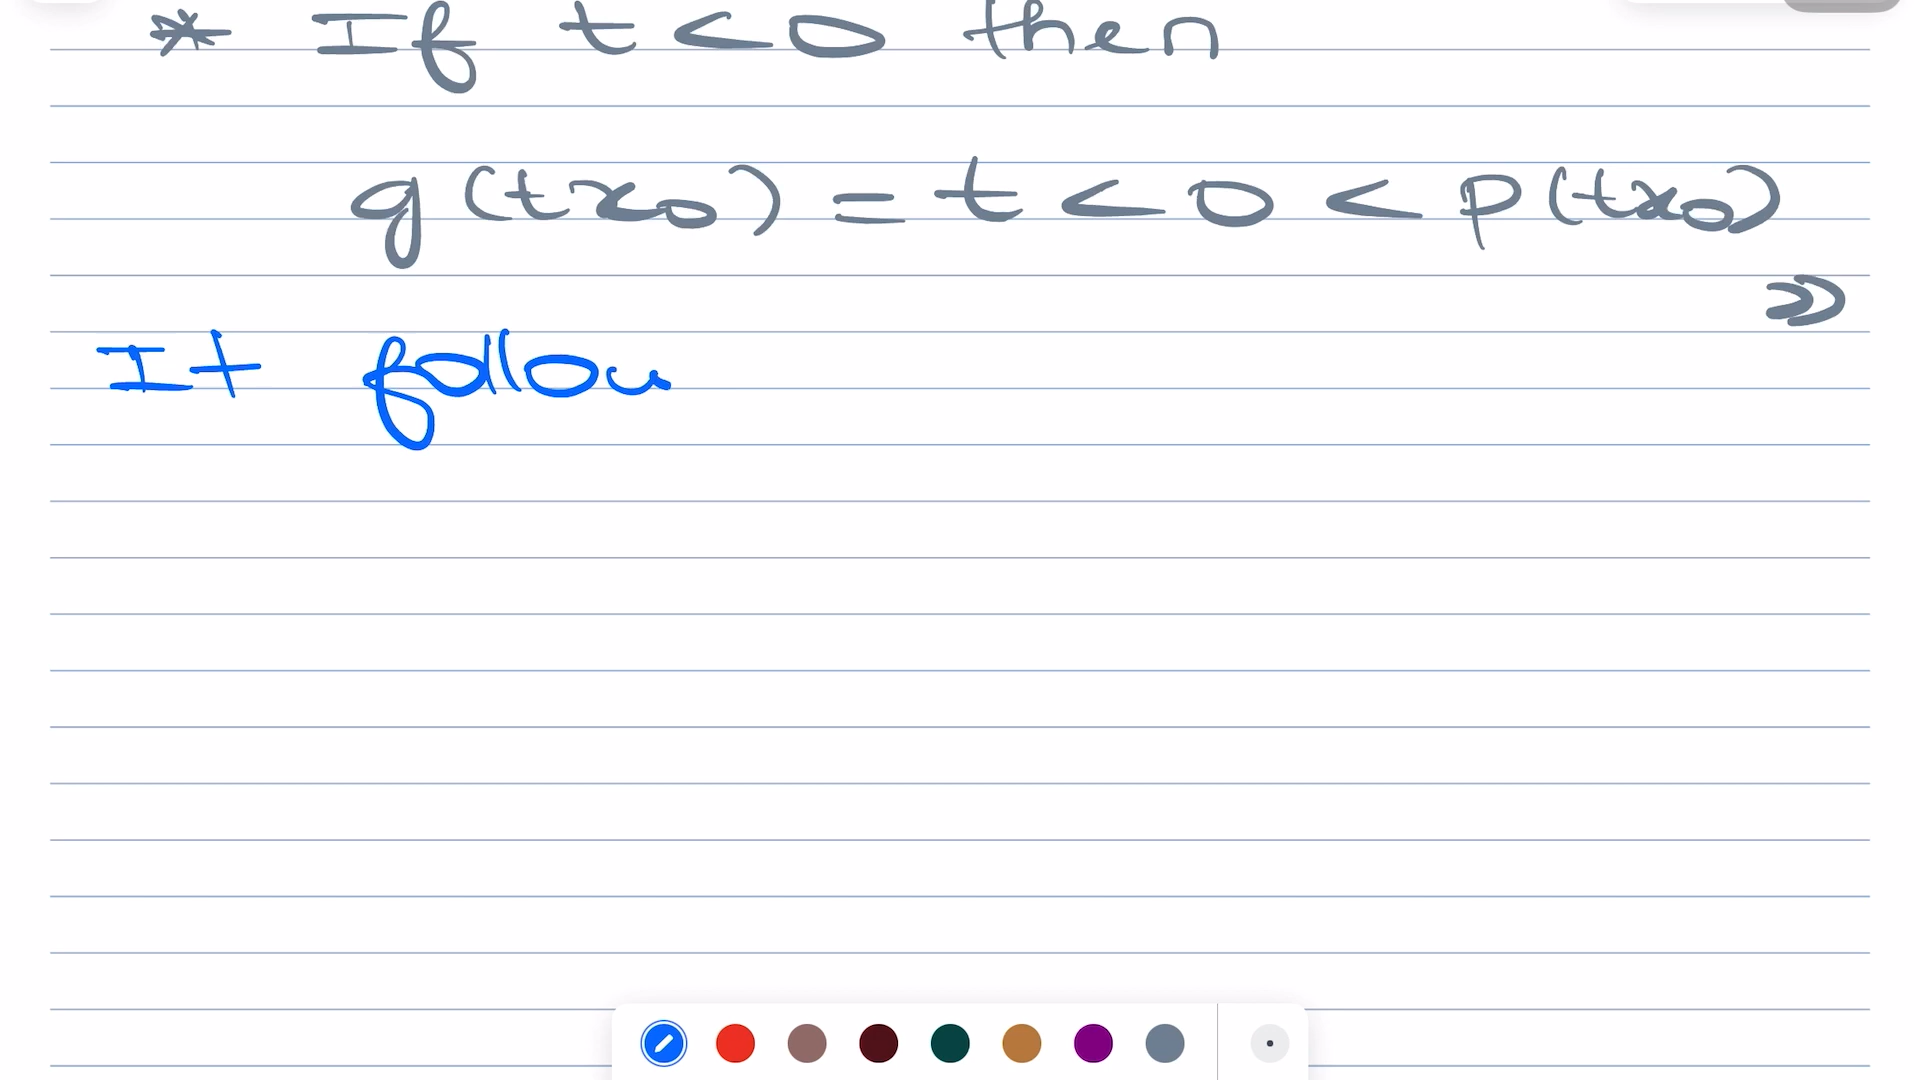 * If t < 0 then
g(tx₀) = t < 0 < p(tx₀)
»
It follow